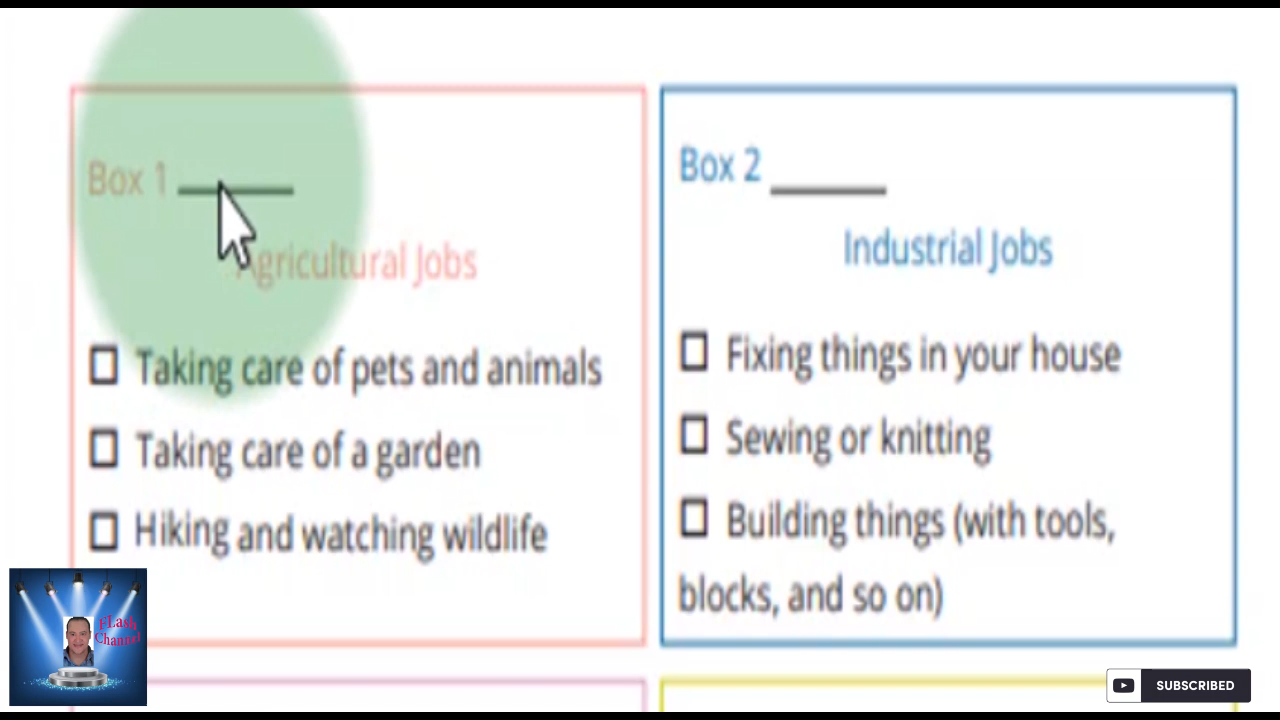 Box 1 ______
Agricultural Jobs
☐ Taking care of pets and animals
☐ Taking care of a garden
☐ Hiking and watching wildlife
Box 2 ______
Industrial Jobs
☐ Fixing things in your house
☐ Sewing or knitting
☐ Building things (with tools,
blocks, and so on)
FLash
Channel
SUBSCRIBED